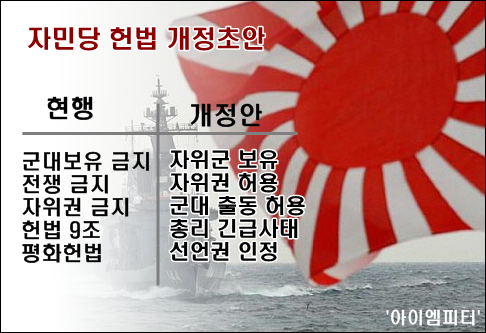 자민당 헌법 개정초안
현행 개정안
군대보유 금지 자위군 보유
전쟁 금지 자위권 허용
자위권 금지 군대 출동 허용
헌법 9조 총리 긴급사태
평화헌법 선언권 인정
'아이엠피터'